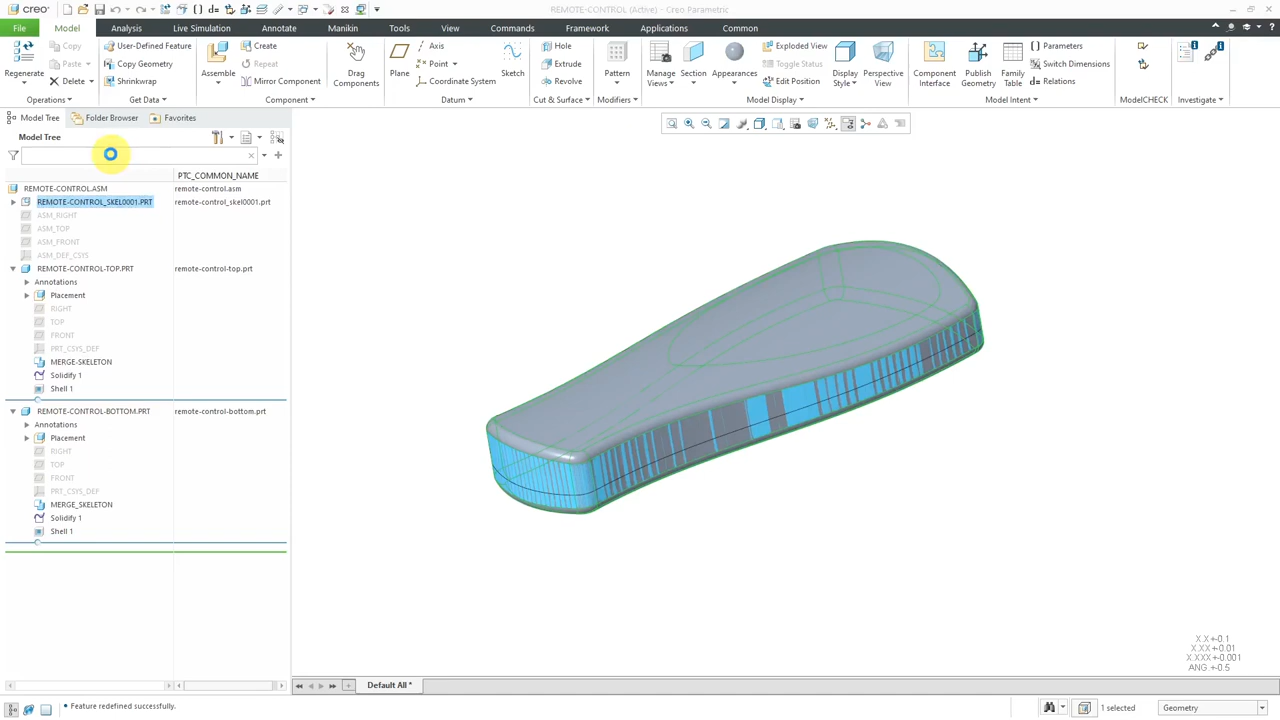 creo
REMOTE-CONTROL (Active) - Creo Parametric
File Model Analysis Live Simulation Annotate Manikin Tools View Commands Framework Applications Common
Regenerate
Copy
Paste
Delete
Operations
User-Defined Feature
Copy Geometry
Shrinkwrap
Get Data
Assemble
Create
Repeat
Mirror Component
Component
Drag Components
Plane
Axis
Point
Coordinate System
Sketch
Datum
Hole
Extrude
Revolve
Cut & Surface
Pattern
Modifiers
Manage Views
Section
Appearances
Exploded View
Toggle Status
Edit Position
Display Style
Perspective View
Model Display
Component Interface
Publish Geometry
Family Table
Parameters
Switch Dimensions
Relations
Model Intent
ModelCHECK
Investigate
Model Tree Folder Browser Favorites
Model Tree
PTC_COMMON_NAME
REMOTE-CONTROL.ASM remote-control.asm
REMOTE-CONTROL_SKEL0001.PRT remote-control_skel0001.prt
ASM_RIGHT
ASM_TOP
ASM_FRONT
ASM_DEF_CSYS
REMOTE-CONTROL-TOP.PRT remote-control-top.prt
Annotations
Placement
RIGHT
TOP
FRONT
PRT_CSYS_DEF
MERGE-SKELETON
Solidify 1
Shell 1
REMOTE-CONTROL-BOTTOM.PRT remote-control-bottom.prt
Annotations
Placement
RIGHT
TOP
FRONT
PRT_CSYS_DEF
MERGE_SKELETON
Solidify 1
Shell 1
X.X +-0.1
X.XX +-0.01
X.XXX +-0.001
ANG. +-0.5
Default All *
• Feature redefined successfully.
1 selected
Geometry